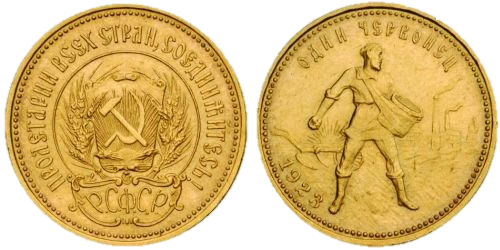 ПРОЛЕТАРИИ ВСЕХ СТРАН, СОЕДИНЯЙТЕСЬ!
РСФСР
ОДИН ЧЕРВОНЕЦ
1923